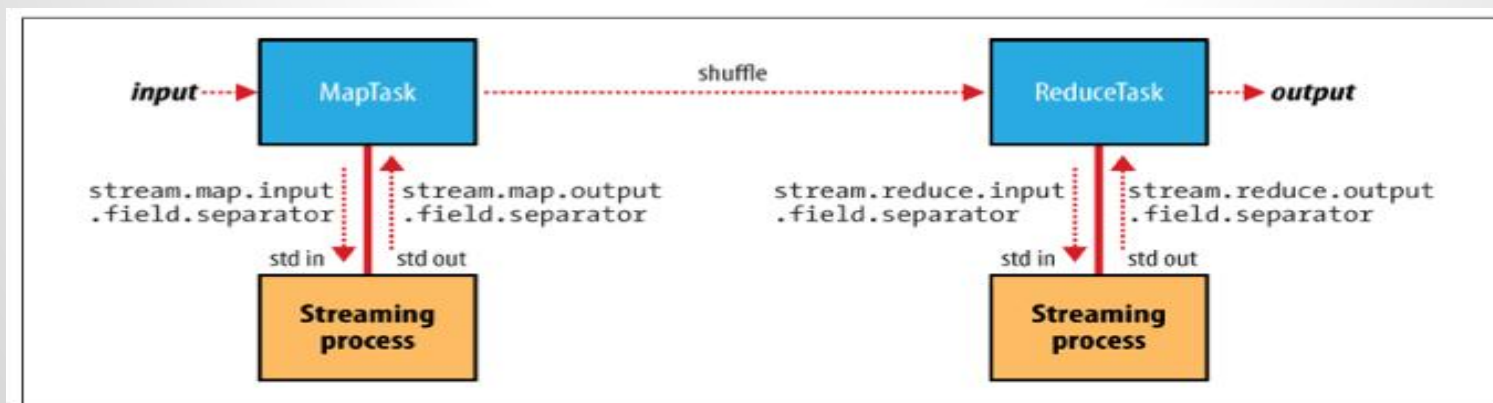 input
MapTask
shuffle
ReduceTask
output
stream.map.input
.field.separator
stream.map.output
.field.separator
std in
std out
Streaming
process
stream.reduce.input
.field.separator
stream.reduce.output
.field.separator
std in
std out
Streaming
process